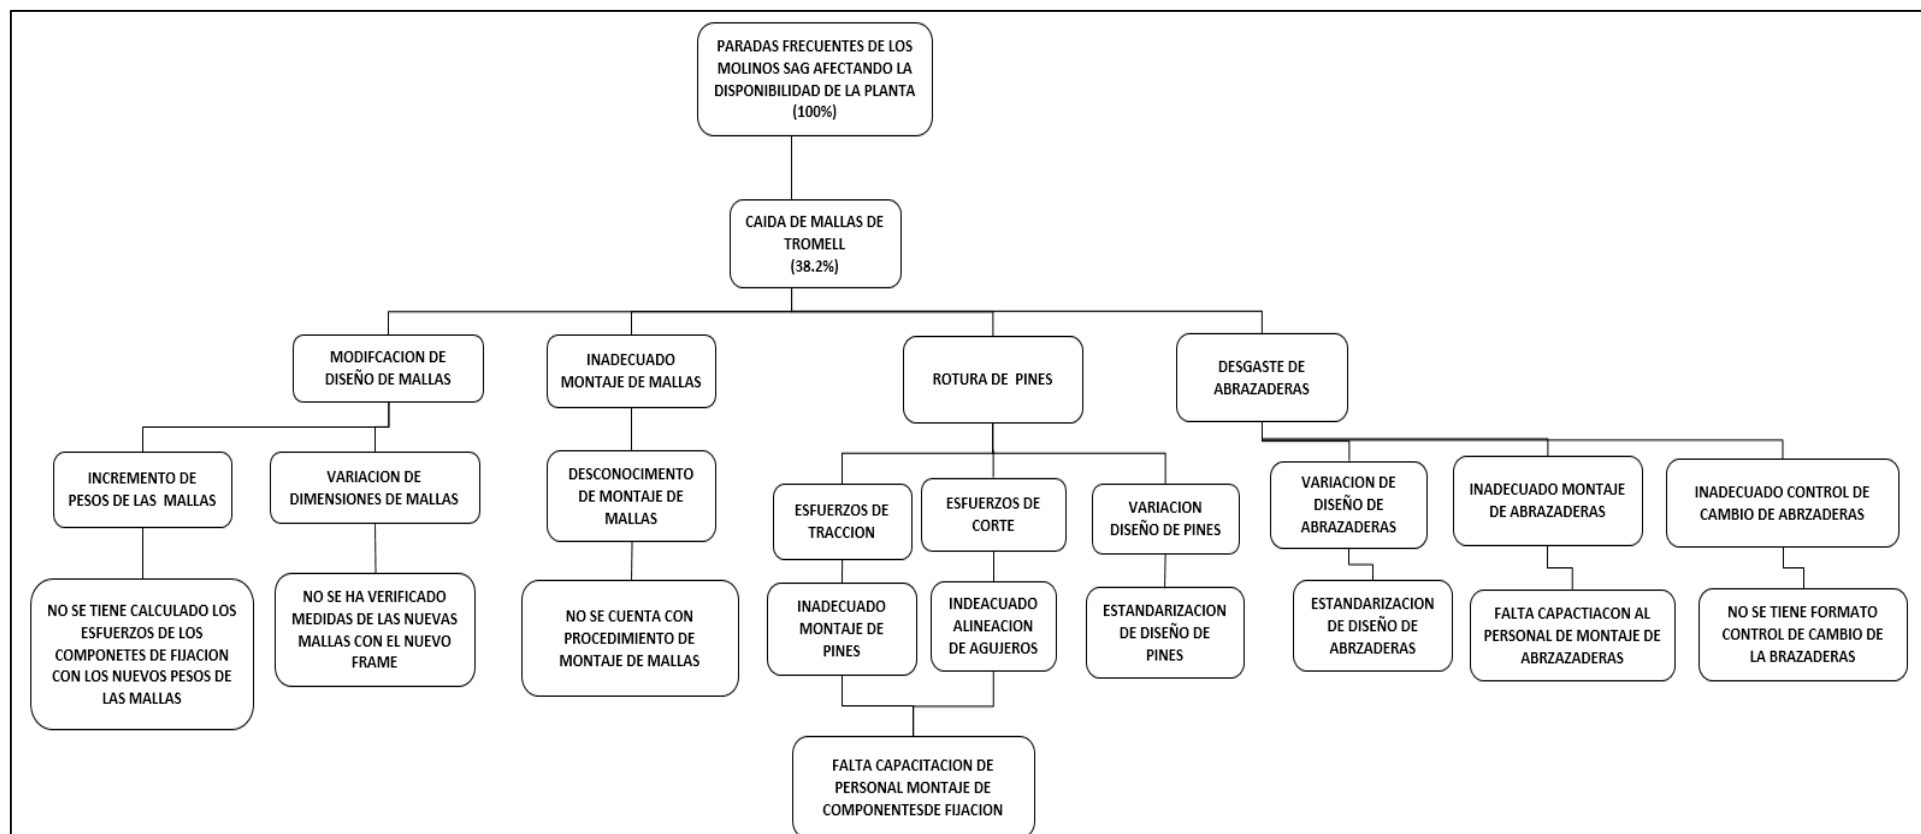 PARADAS FRECUENTES DE LOS
MOLINOS SAG AFECTANDO LA
DISPONIBILIDAD DE LA PLANTA
(100%)
CAIDA DE MALLAS DE
TROMELL
(38.2%)
MODIFCACION DE
DISEÑO DE MALLAS
INADECUADO
MONTAJE DE MALLAS
ROTURA DE PINES
DESGASTE DE
ABRAZADERAS
INCREMENTO DE
PESOS DE LAS MALLAS
VARIACION DE
DIMENSIONES DE MALLAS
DESCONOCIMENTO
DE MONTAJE DE
MALLAS
ESFUERZOS DE
TRACCION
ESFUERZOS DE
CORTE
VARIACION
DISEÑO DE PINES
VARIACION DE
DISEÑO DE
ABRAZADERAS
INADECUADO MONTAJE
DE ABRAZADERAS
INADECUADO CONTROL DE
CAMBIO DE ABRZADERAS
NO SE TIENE CALCULADO LOS
ESFUERZOS DE LOS
COMPONETES DE FIJACION
CON LOS NUEVOS PESOS DE
LAS MALLAS
NO SE HA VERIFICADO
MEDIDAS DE LAS NUEVAS
MALLAS CON EL NUEVO
FRAME
NO SE CUENTA CON
PROCEDIMIENTO DE
MONTAJE DE MALLAS
INADECUADO
MONTAJE DE
PINES
INDEACUADO
ALINEACION
DE AGUJEROS
ESTANDARIZACION
DE DISEÑO DE
PINES
ESTANDARIZACION
DE DISEÑO DE
ABRZADERAS
FALTA CAPACTIACON AL
PERSONAL DE MONTAJE DE
ABRZAZADERAS
NO SE TIENE FORMATO
CONTROL DE CAMBIO DE
LA BRAZADERAS
FALTA CAPACITACION DE
PERSONAL MONTAJE DE
COMPONENTESDE FIJACION